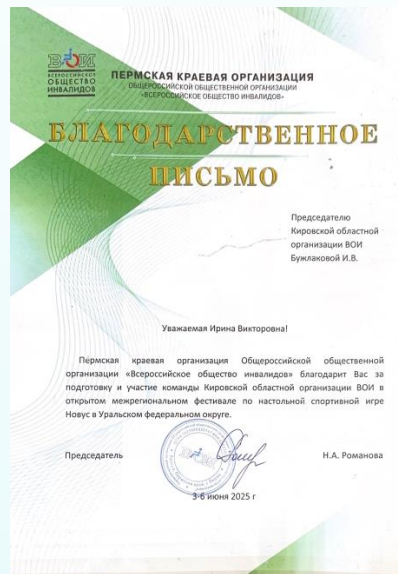 ВОИ
ВСЕРОССИЙСКОЕ
ОБЩЕСТВО
ИНВАЛИДОВ
ПЕРМСКАЯ КРАЕВАЯ ОРГАНИЗАЦИЯ
ОБЩЕРОССИЙСКОЙ ОБЩЕСТВЕННОЙ ОРГАНИЗАЦИИ
«ВСЕРОССИЙСКОЕ ОБЩЕСТВО ИНВАЛИДОВ»
БЛАГОДАРСТВЕННОЕ
ПИСЬМО
Председателю
Кировской областной
организации ВОИ
Бужлаковой И.В.
Уважаемая Ирина Викторовна!
Пермская краевая организация Общероссийской общественной
организации «Всероссийское общество инвалидов» благодарит Вас за
подготовку и участие команды Кировской областной организации ВОИ в
открытом межрегиональном фестивале по настольной спортивной игре
Новус в Уральском федеральном округе.
Председатель Н.А. Романова
3-6 июня 2025 г